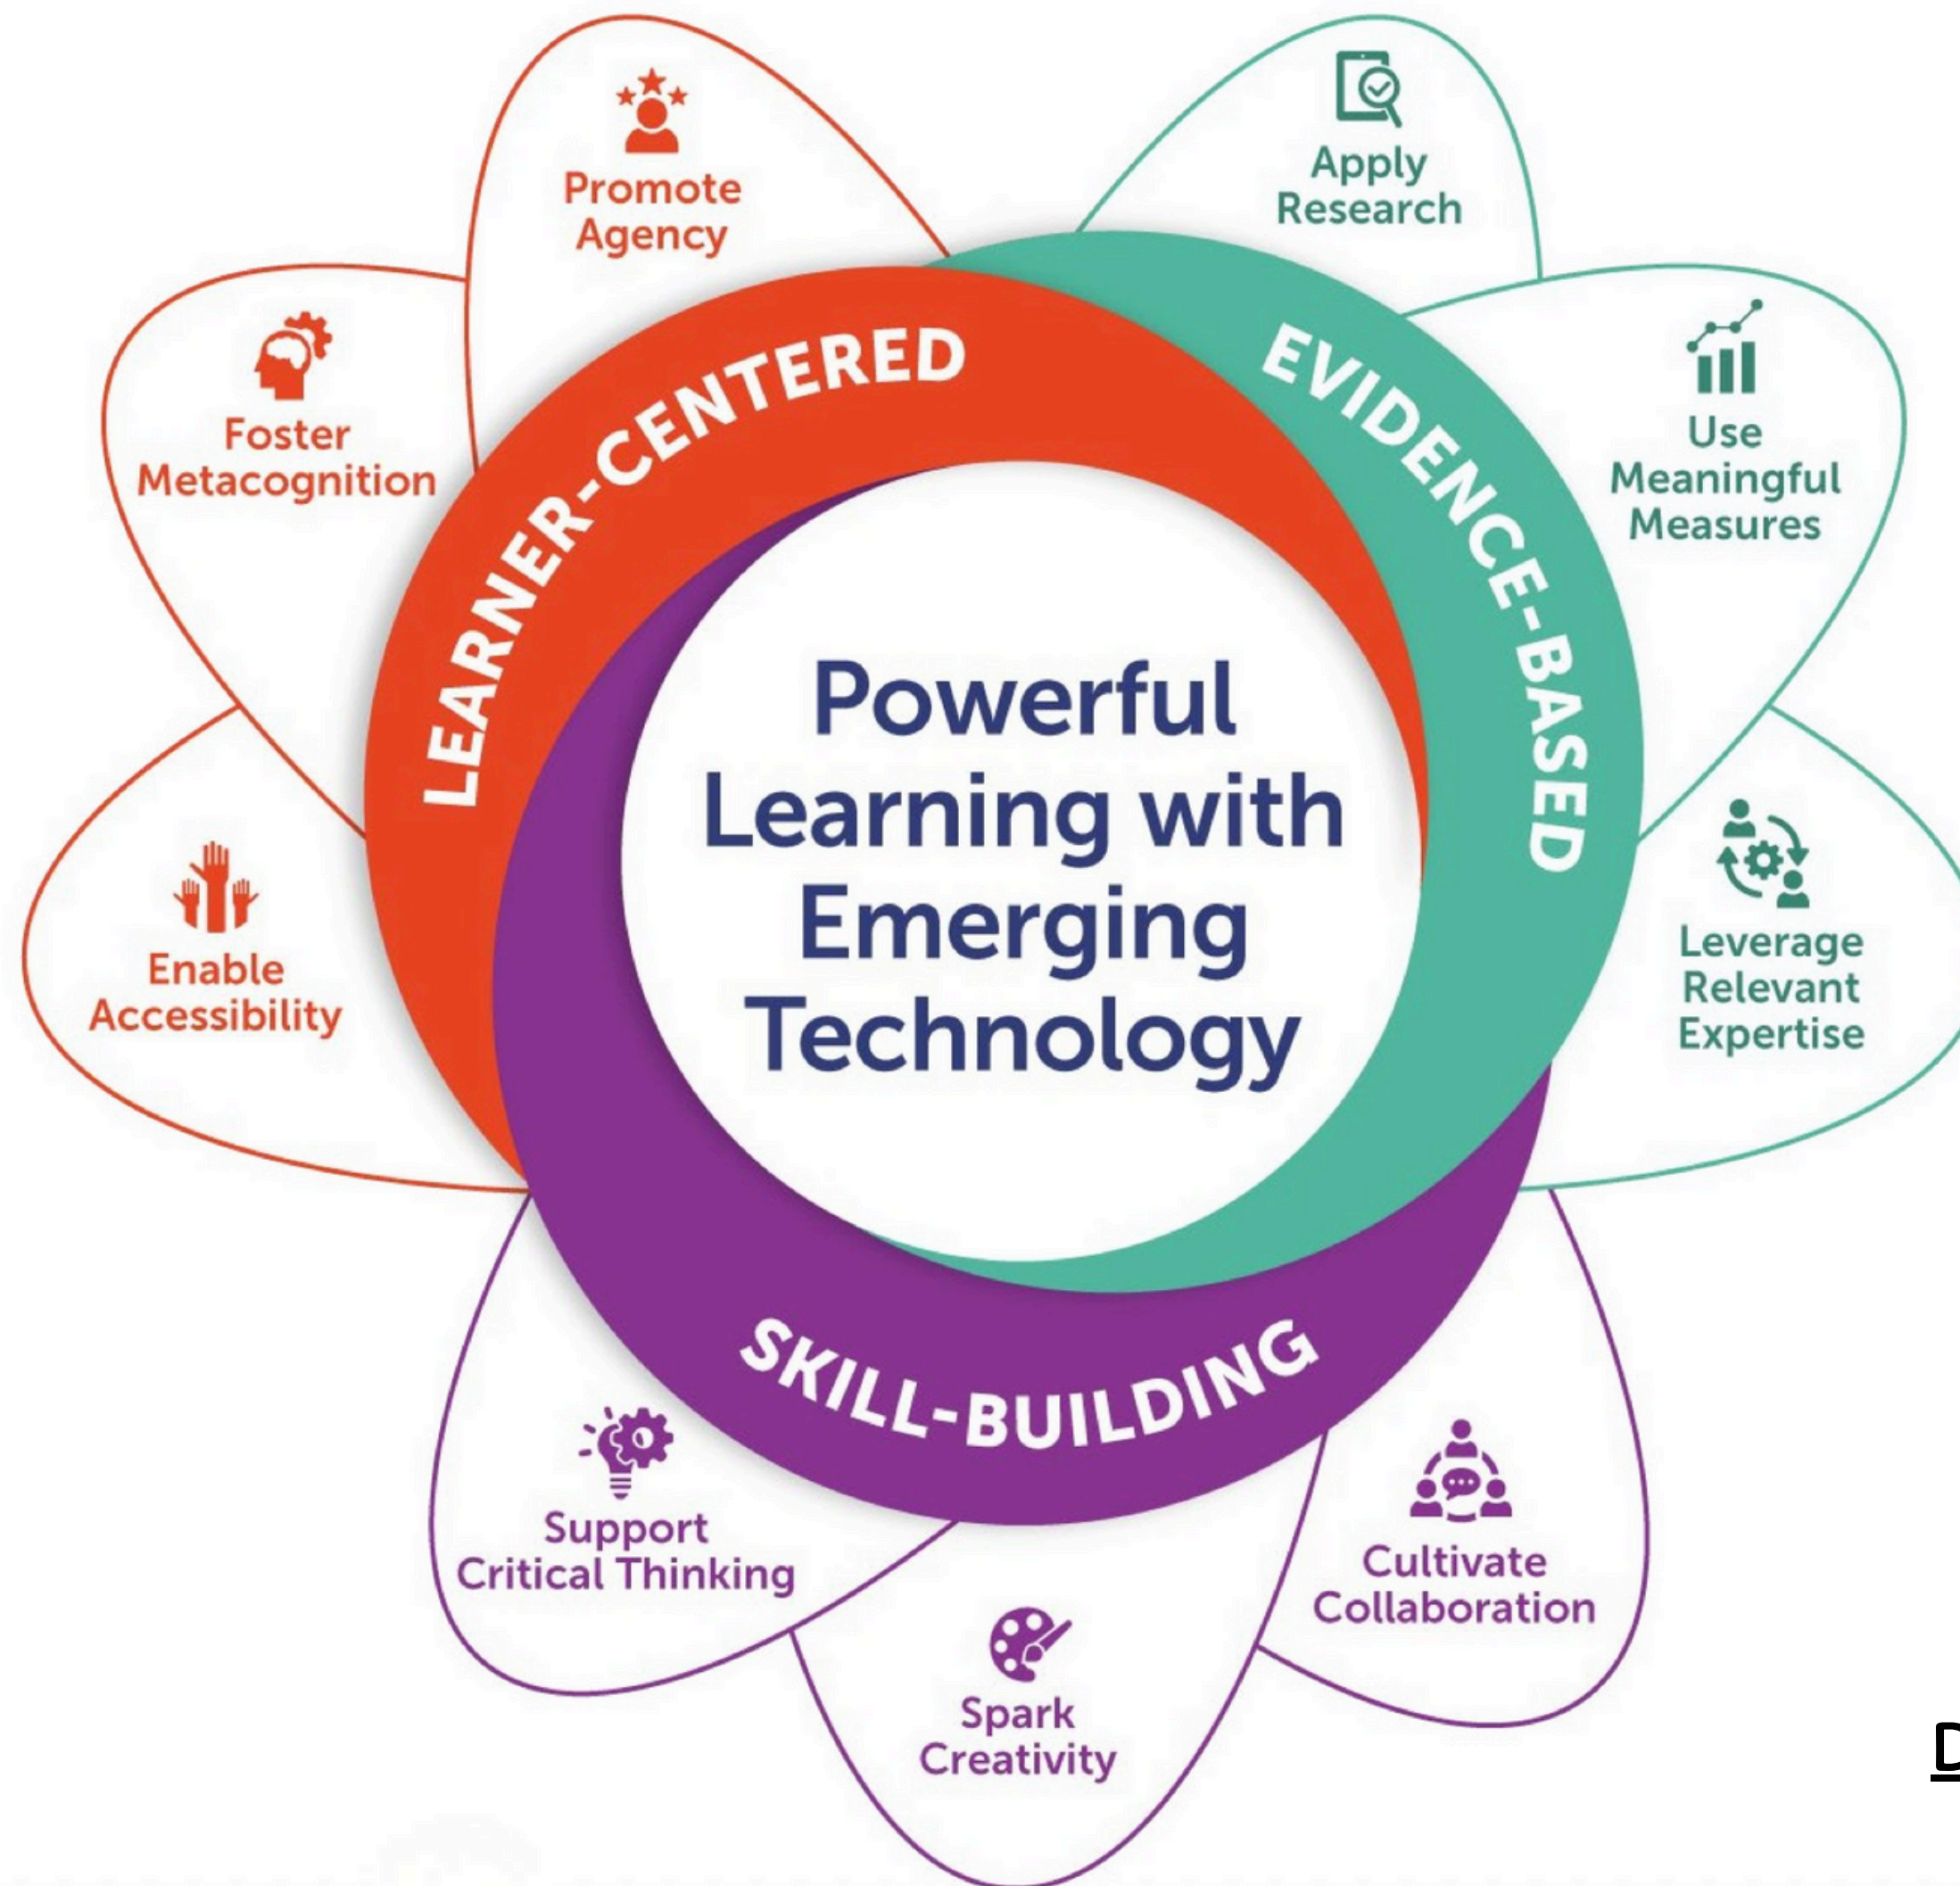 Promote
Agency
Apply
Research
Foster
Metacognition
Use
Meaningful
Measures
LEARNER-CENTERED
EVIDENCE-BASED
Powerful
Learning with
Emerging
Technology
Enable
Accessibility
Leverage
Relevant
Expertise
SKILL-BUILDING
Support
Critical Thinking
Cultivate
Collaboration
Spark
Creativity